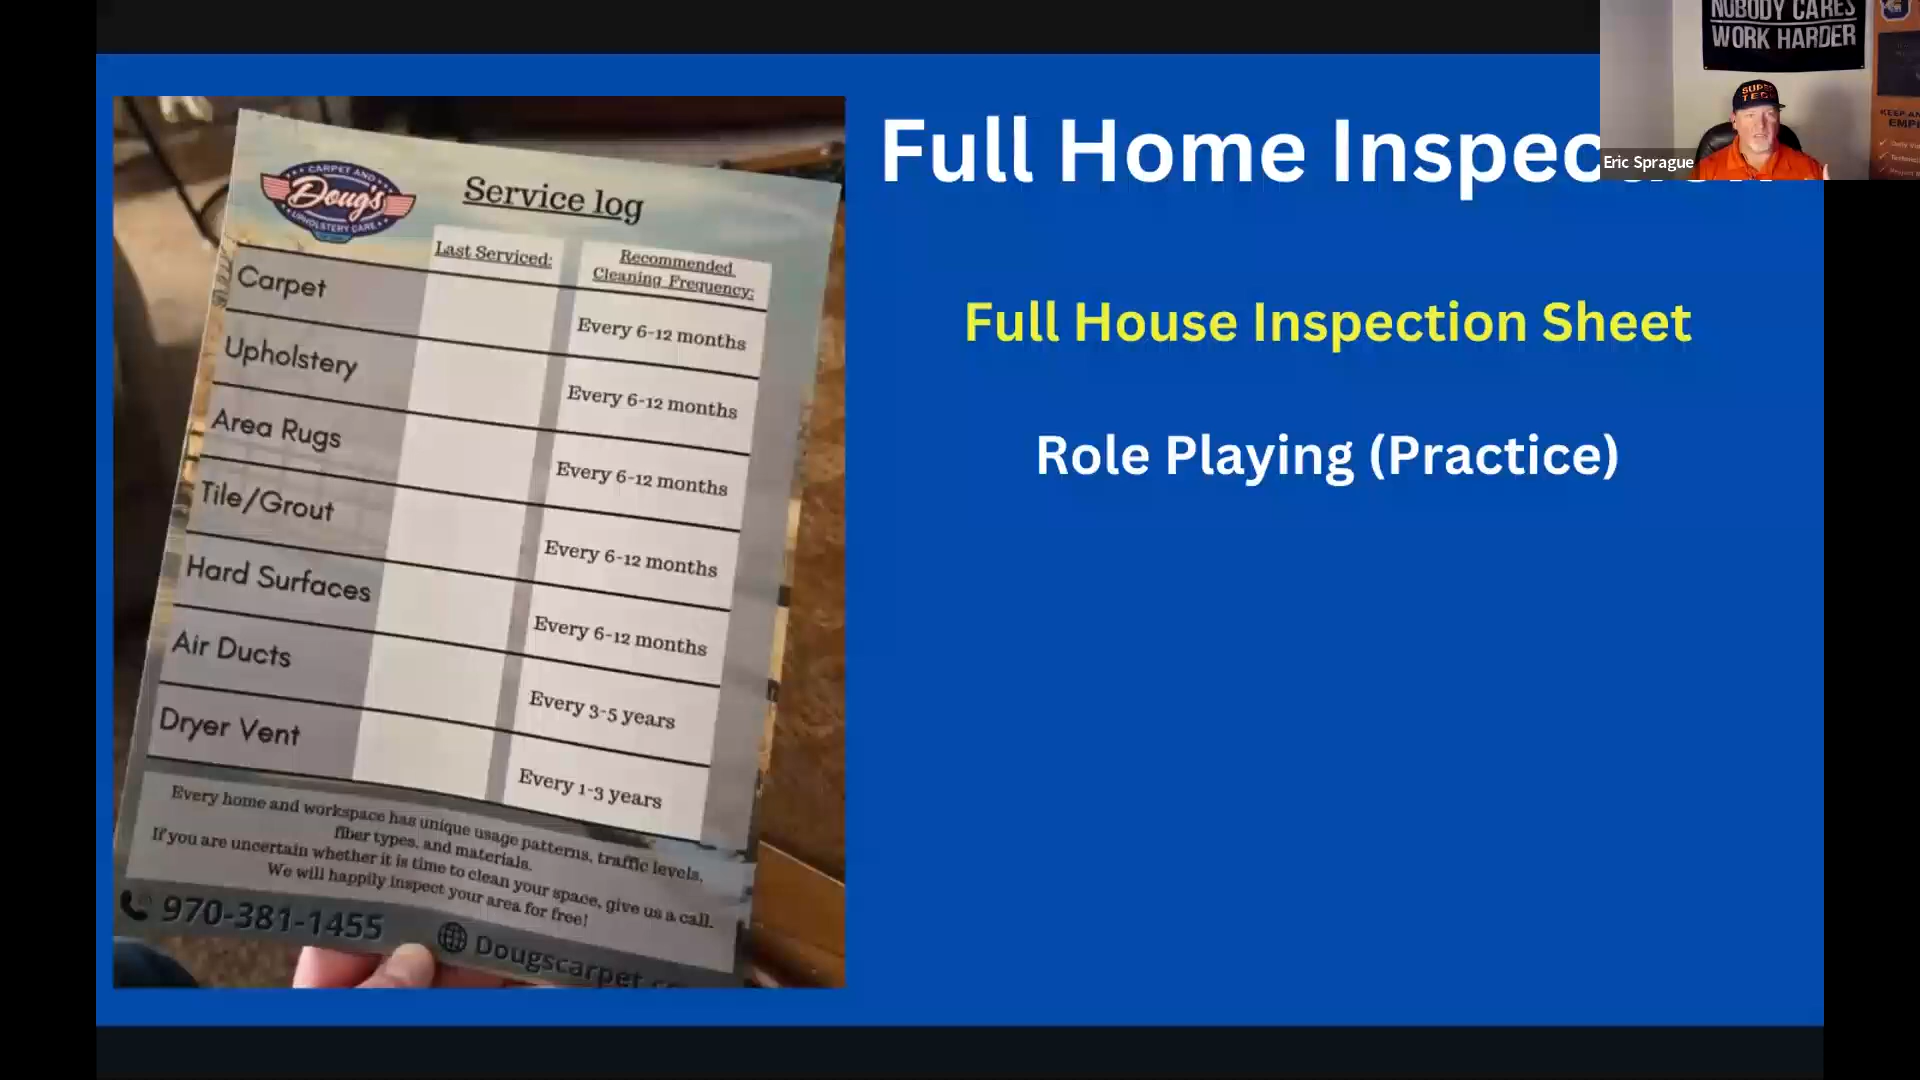 NOBODY CARES
WORK HARDER
SUPER
TECH
Eric Sprague
Full Home Inspection
Full House Inspection Sheet
Role Playing (Practice)
CARPET AND
Doug's
UPHOLSTERY CARE
Service log
Last Serviced:
Recommended
Cleaning Frequency:
Carpet
Every 6-12 months
Upholstery
Every 6-12 months
Area Rugs
Every 6-12 months
Tile/Grout
Every 6-12 months
Hard Surfaces
Every 6-12 months
Air Ducts
Every 3-5 years
Dryer Vent
Every 1-3 years
Every home and workspace has unique usage patterns, traffic levels,
fiber types, and materials.
If you are uncertain whether it is time to clean your space, give us a call.
We will happily inspect your area for free!
970-381-1455
Dougscarpet